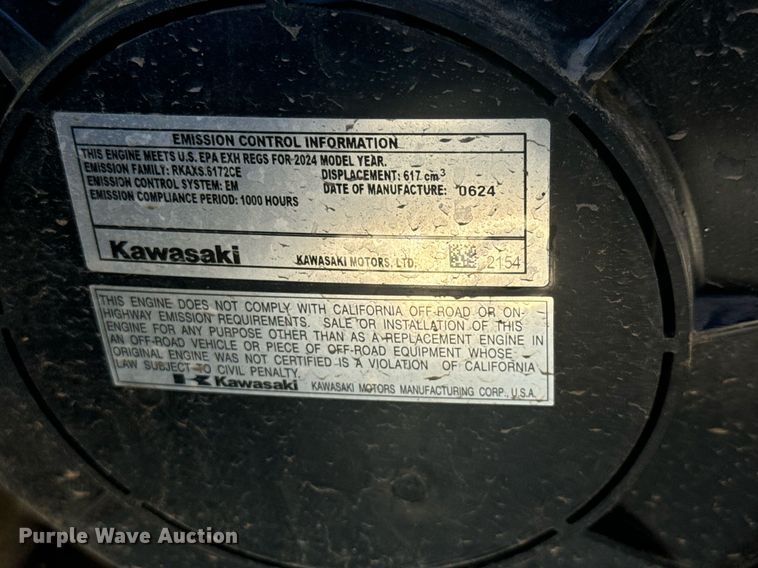 EMISSION CONTROL INFORMATION
THIS ENGINE MEETS U.S. EPA EXH REGS FOR 2024 MODEL YEAR.
EMISSION FAMILY: RKAXS.6172CE DISPLACEMENT: 617 cm³
EMISSION CONTROL SYSTEM: EM DATE OF MANUFACTURE: 0624
EMISSION COMPLIANCE PERIOD: 1000 HOURS
Kawasaki KAWASAKI MOTORS, LTD. 2154
THIS ENGINE DOES NOT COMPLY WITH CALIFORNIA OFF-ROAD OR ON-
HIGHWAY EMISSION REQUIREMENTS. SALE OR INSTALLATION OF THIS
ENGINE FOR ANY PURPOSE OTHER THAN AS A REPLACEMENT ENGINE IN
AN OFF-ROAD VEHICLE OR PIECE OF OFF-ROAD EQUIPMENT WHOSE
ORIGINAL ENGINE WAS NOT CERTIFIED IS A VIOLATION OF CALIFORNIA
LAW SUBJECT TO CIVIL PENALTY.
Kawasaki KAWASAKI MOTORS MANUFACTURING CORP., U.S.A.
Purple Wave Auction